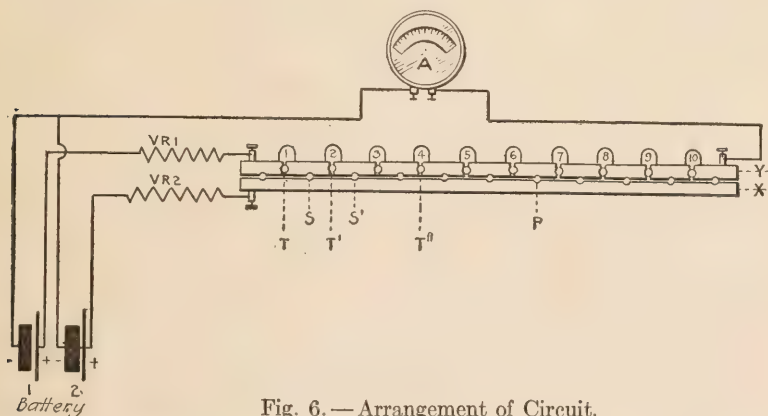 A
VR1
VR2
1 2 3 4 5 6 7 8 9 10
Y
X
S S' P
T T' T"
- + - +
1 2
Battery
Fig. 6.—Arrangement of Circuit.